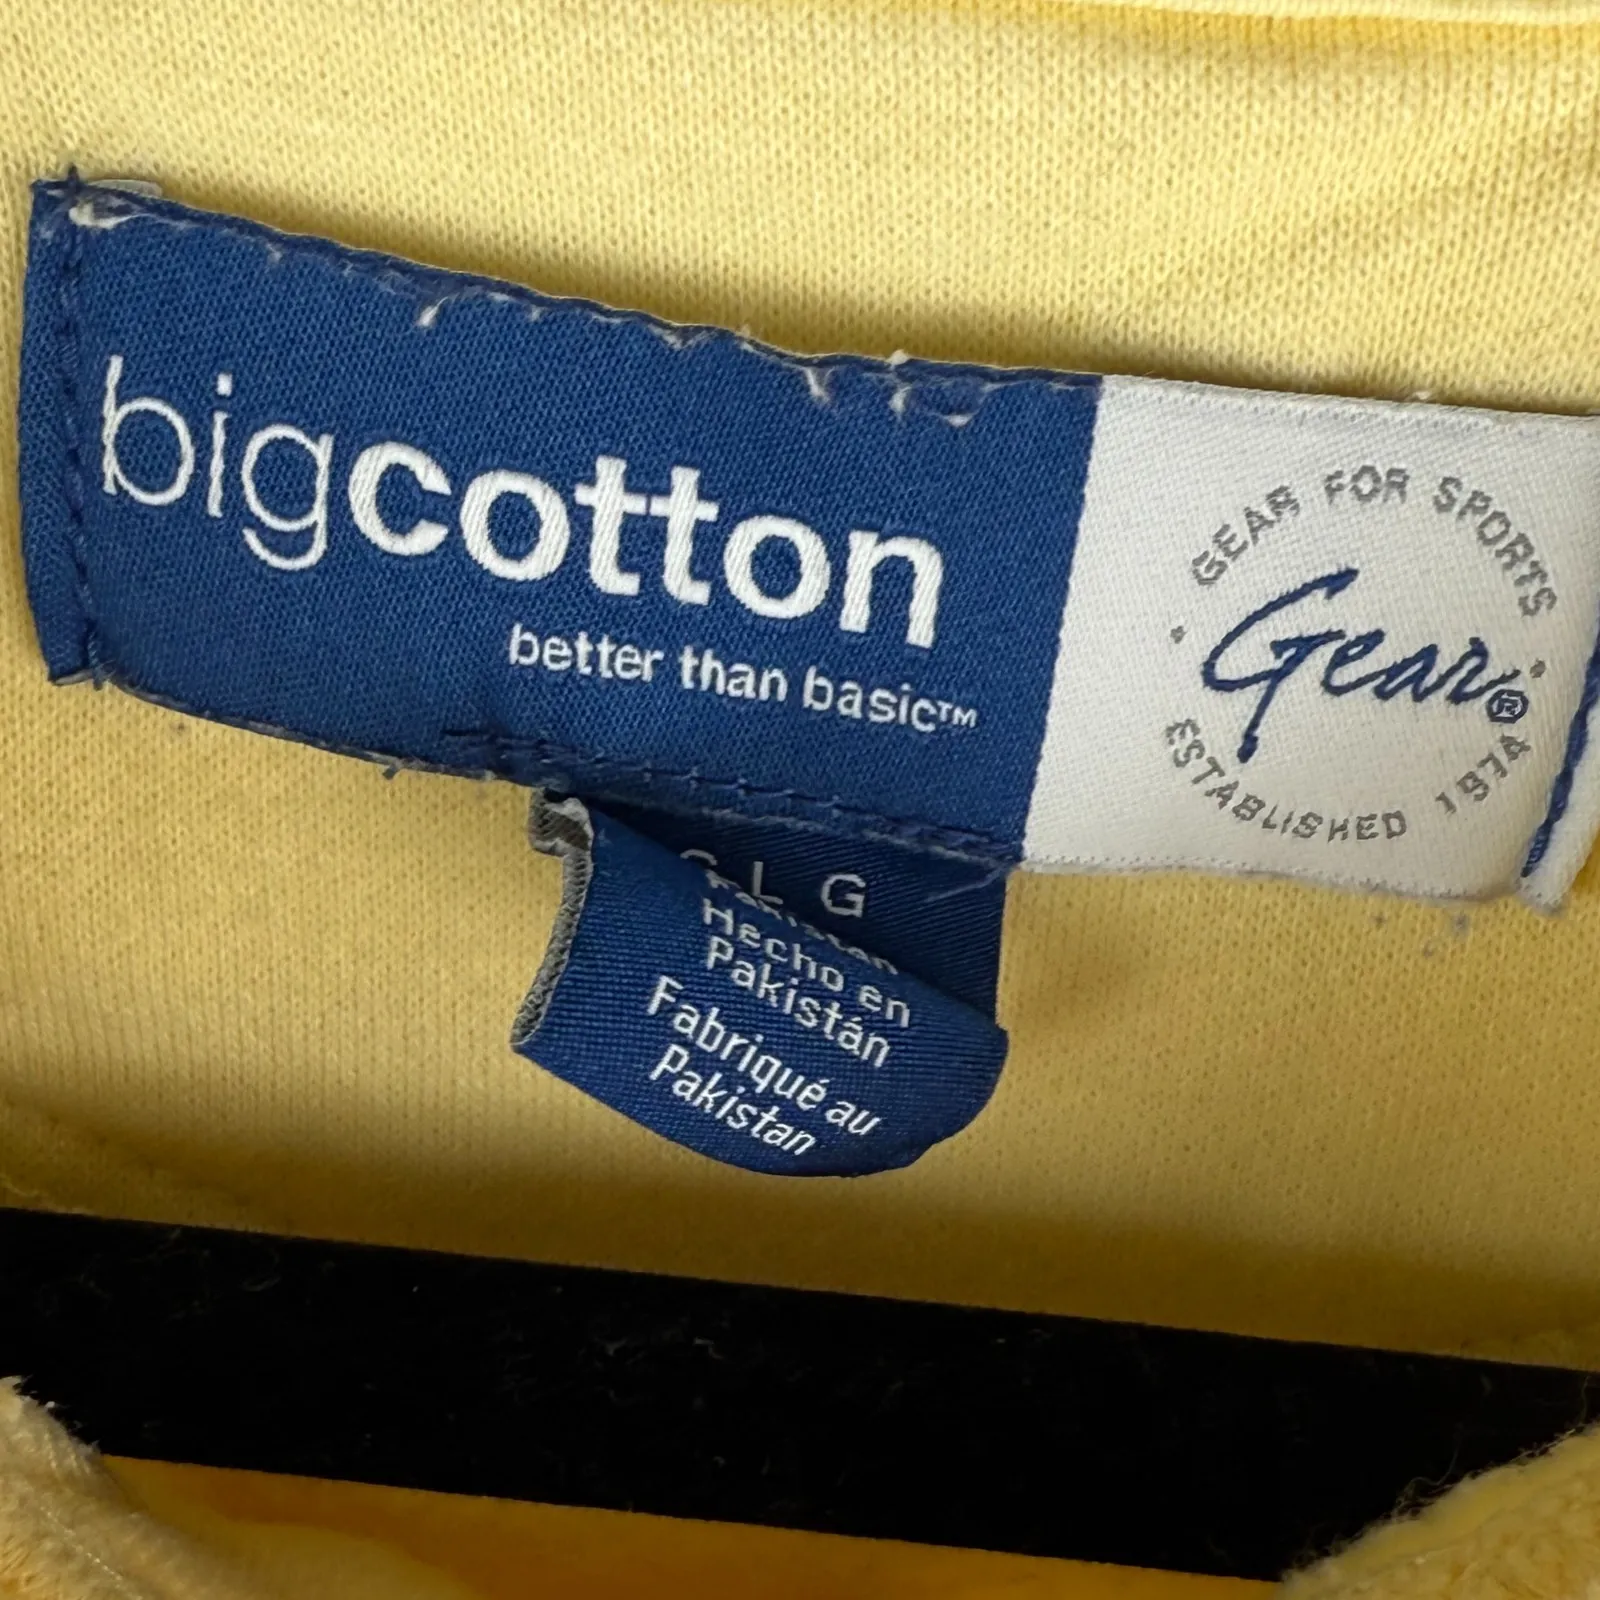 bigcotton
better than basic™
GEAR FOR SPORTS
Gear®
ESTABLISHED 1974
L G
Hecho en
Pakistán
Fabriqué au
Pakistan